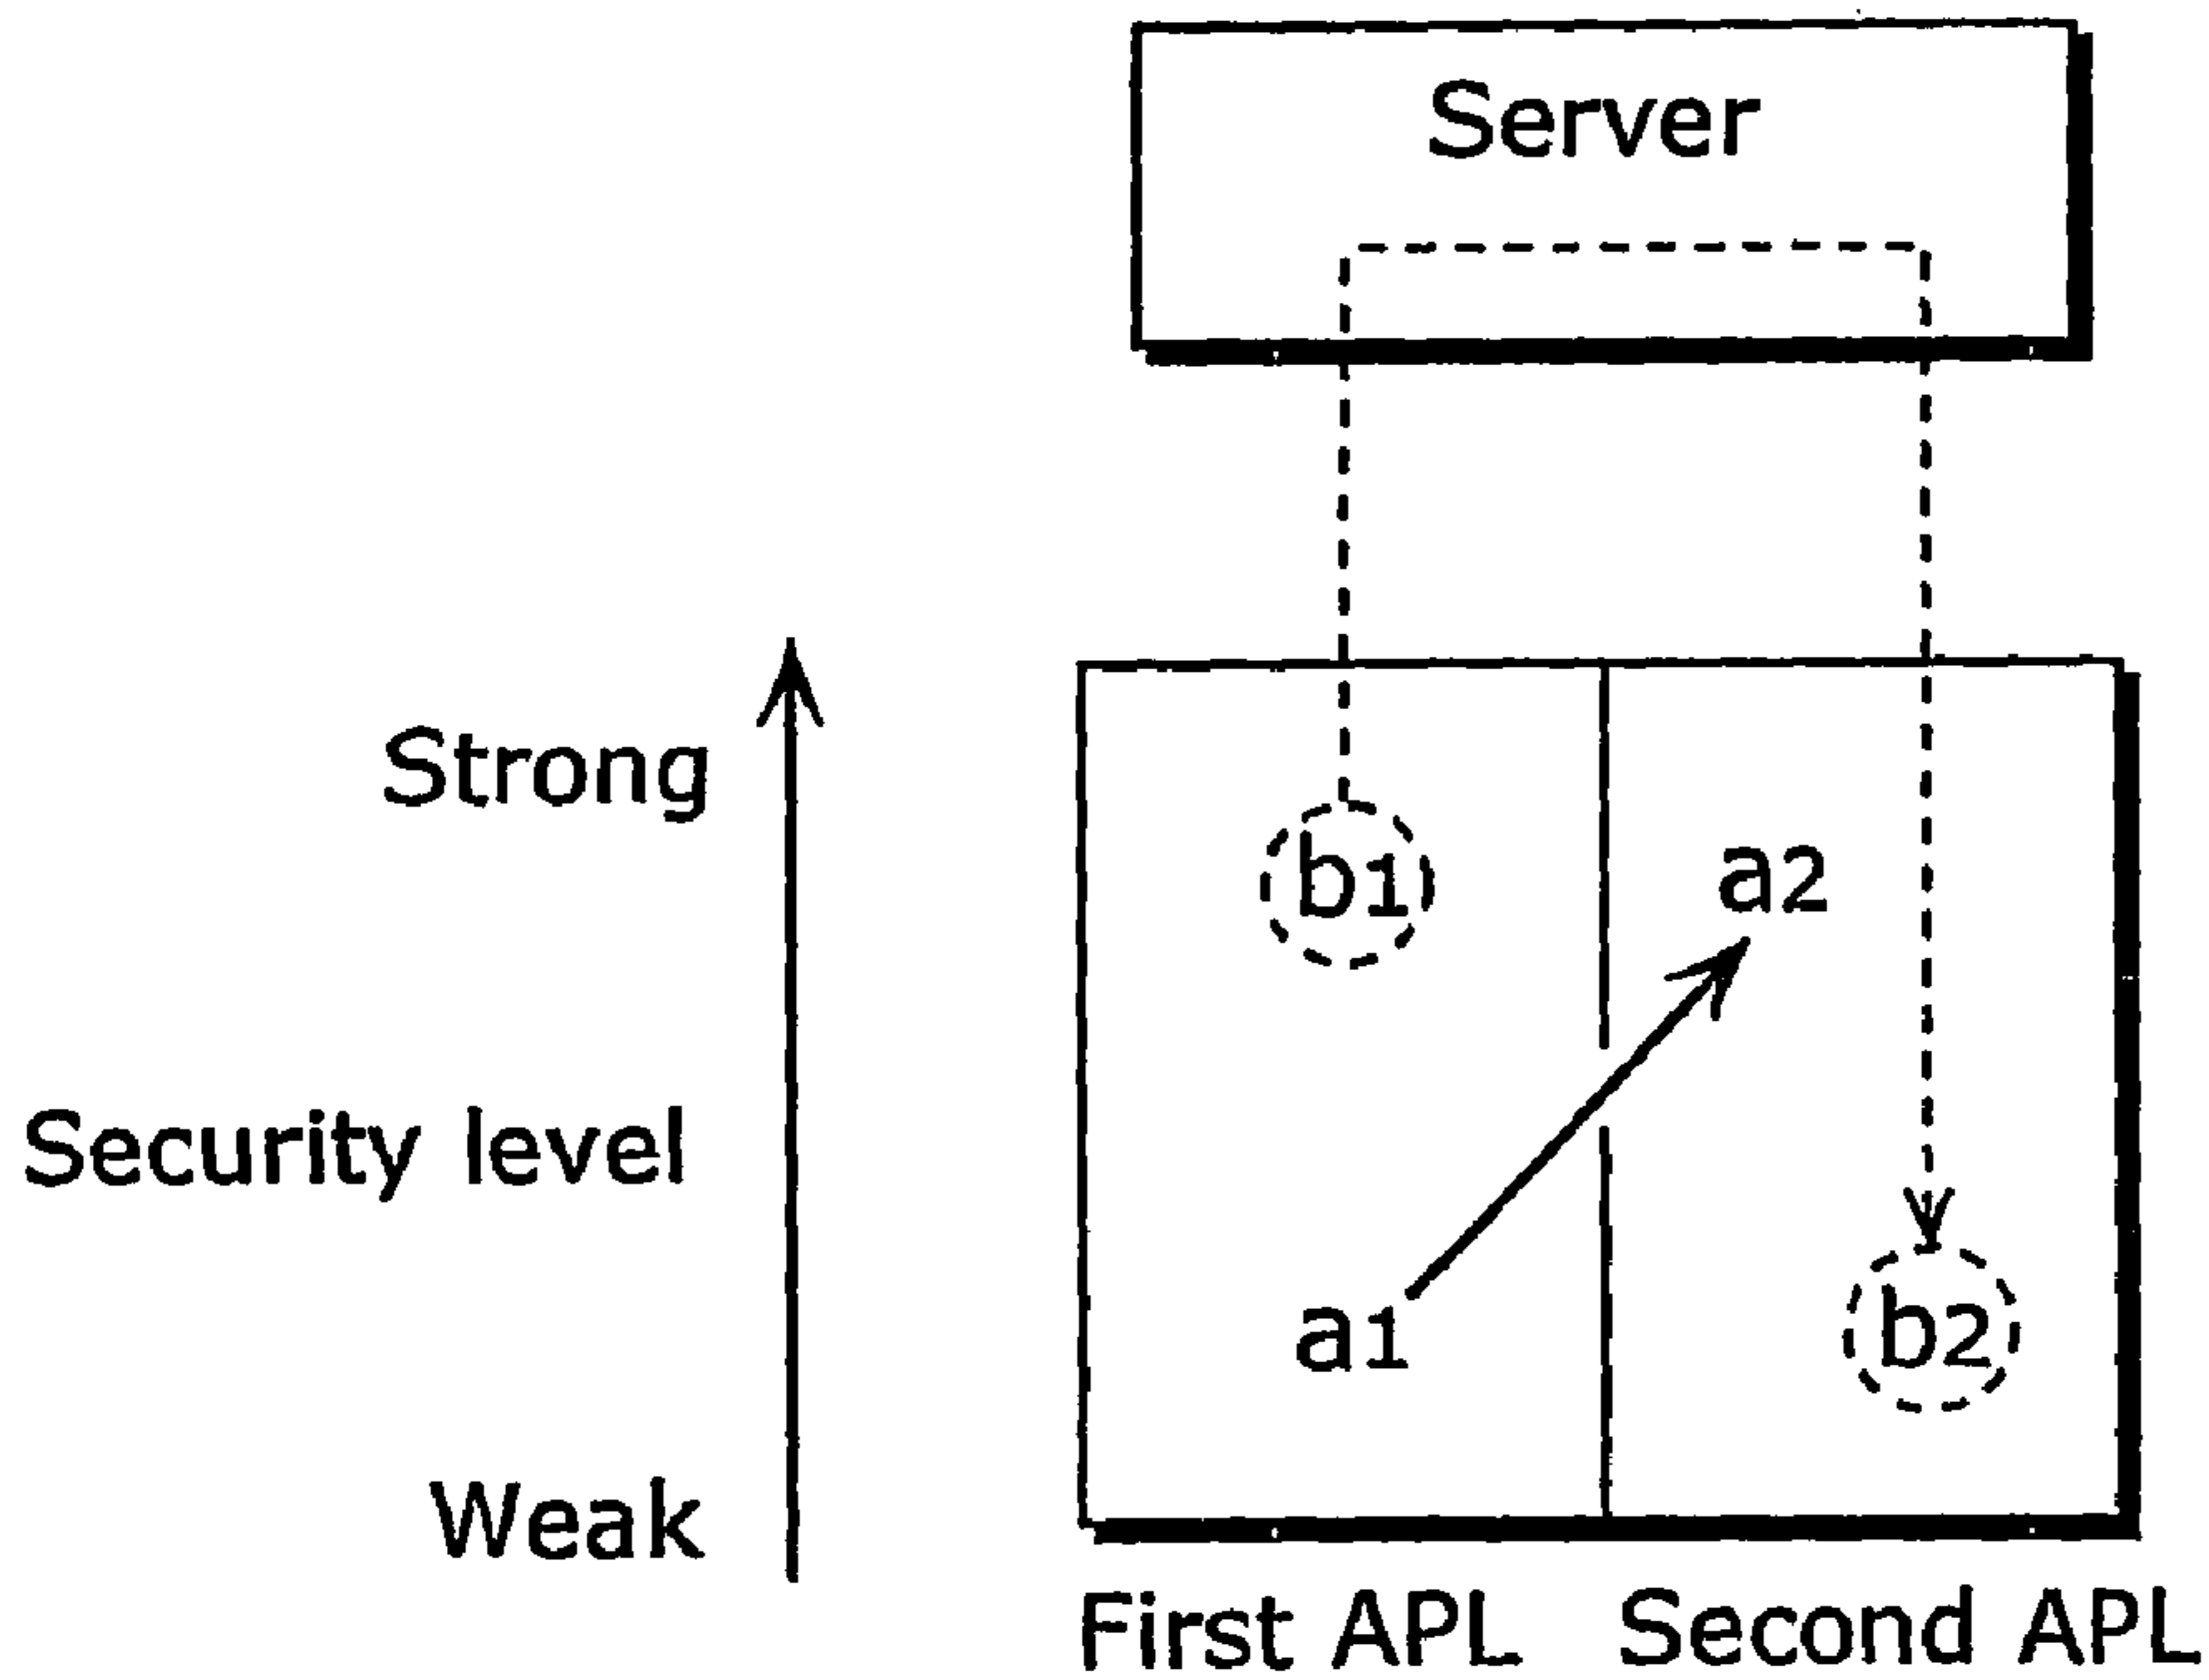 Server
Strong
b1
a2
Security level
a1
b2
Weak
First APL
Second APL